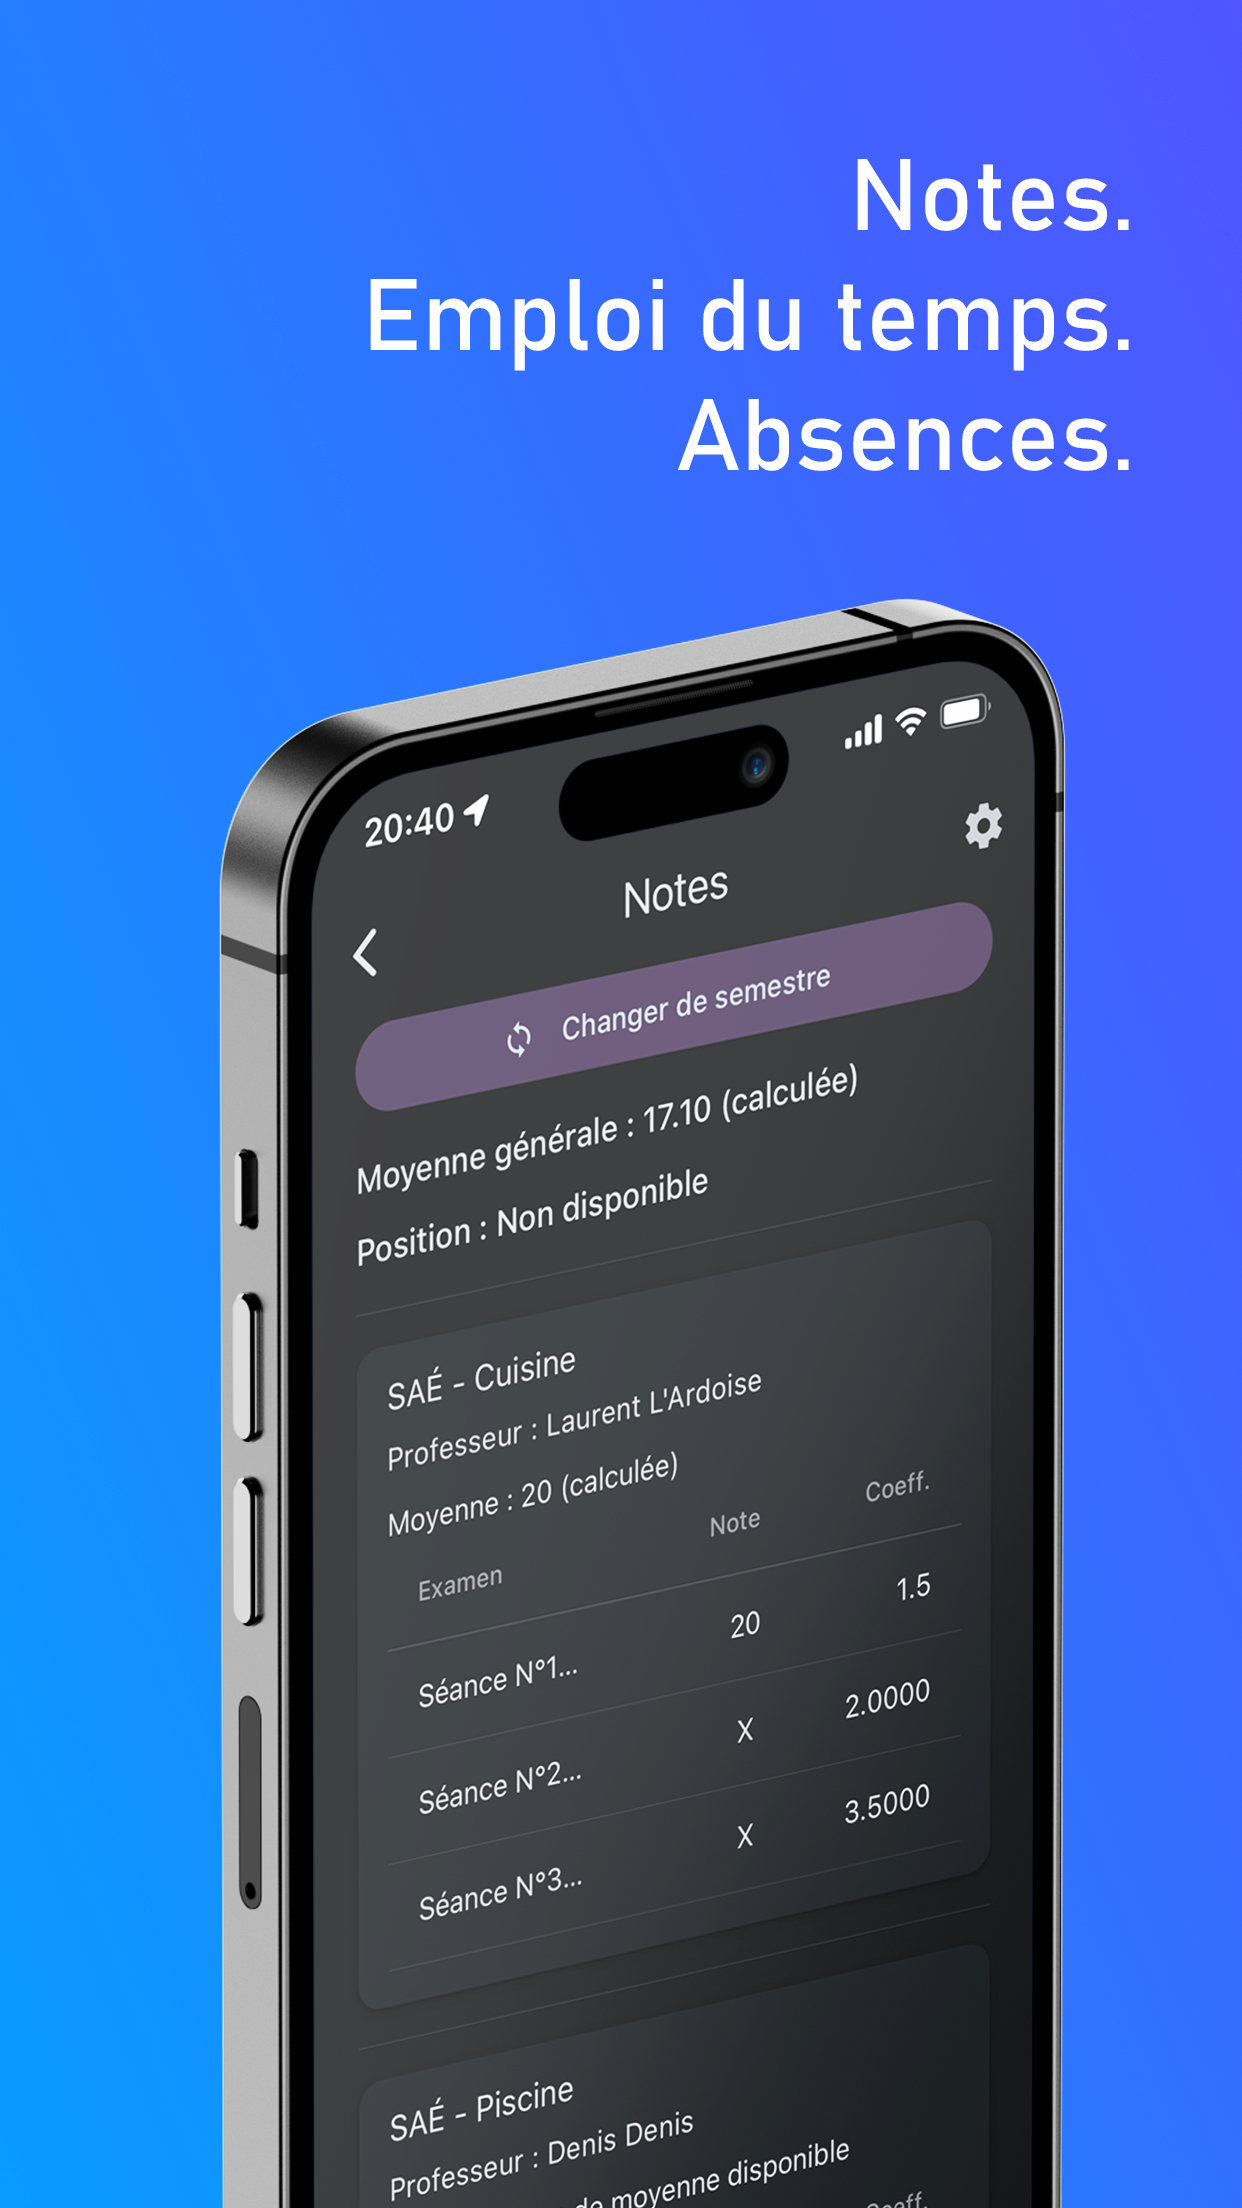 Notes.
Emploi du temps.
Absences.
20:40
Notes
Changer de semestre
Moyenne générale : 17.10 (calculée)
Position : Non disponible
SAÉ - Cuisine
Professeur : Laurent L'Ardoise
Moyenne : 20 (calculée)
Examen Note Coeff.
Séance N°1... 20 1.5
Séance N°2... X 2.0000
Séance N°3... X 3.5000
SAÉ - Piscine
Professeur : Denis Denis
de moyenne disponible
Coeff.